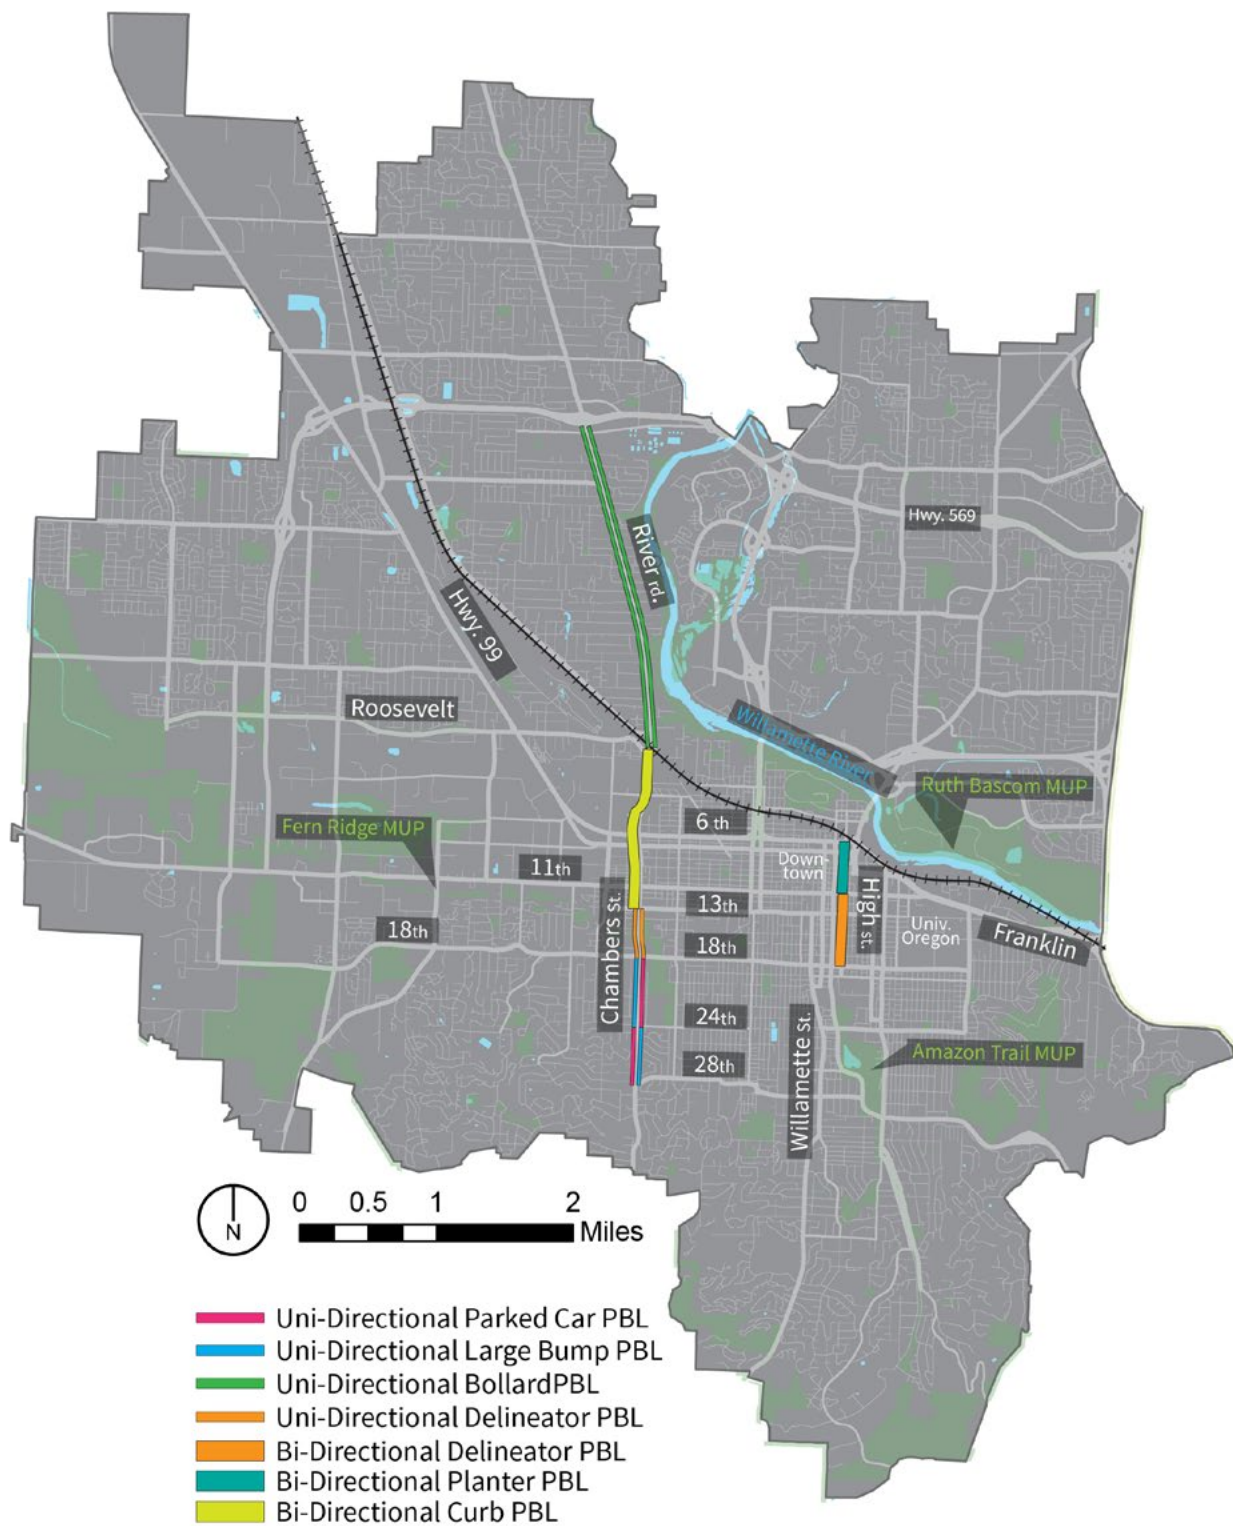 Hwy. 569
River rd.
Hwy. 99
Roosevelt
Willamette River
Ruth Bascom MUP
6 th
Fern Ridge MUP
Down-
town
11th
High st.
13th
Univ.
Oregon
18th
18th
Franklin
Chambers st.
24th
Willamette st.
Amazon Trail MUP
28th
N
0 0.5 1 2
Miles
Uni-Directional Parked Car PBL
Uni-Directional Large Bump PBL
Uni-Directional BollardPBL
Uni-Directional Delineator PBL
Bi-Directional Delineator PBL
Bi-Directional Planter PBL
Bi-Directional Curb PBL